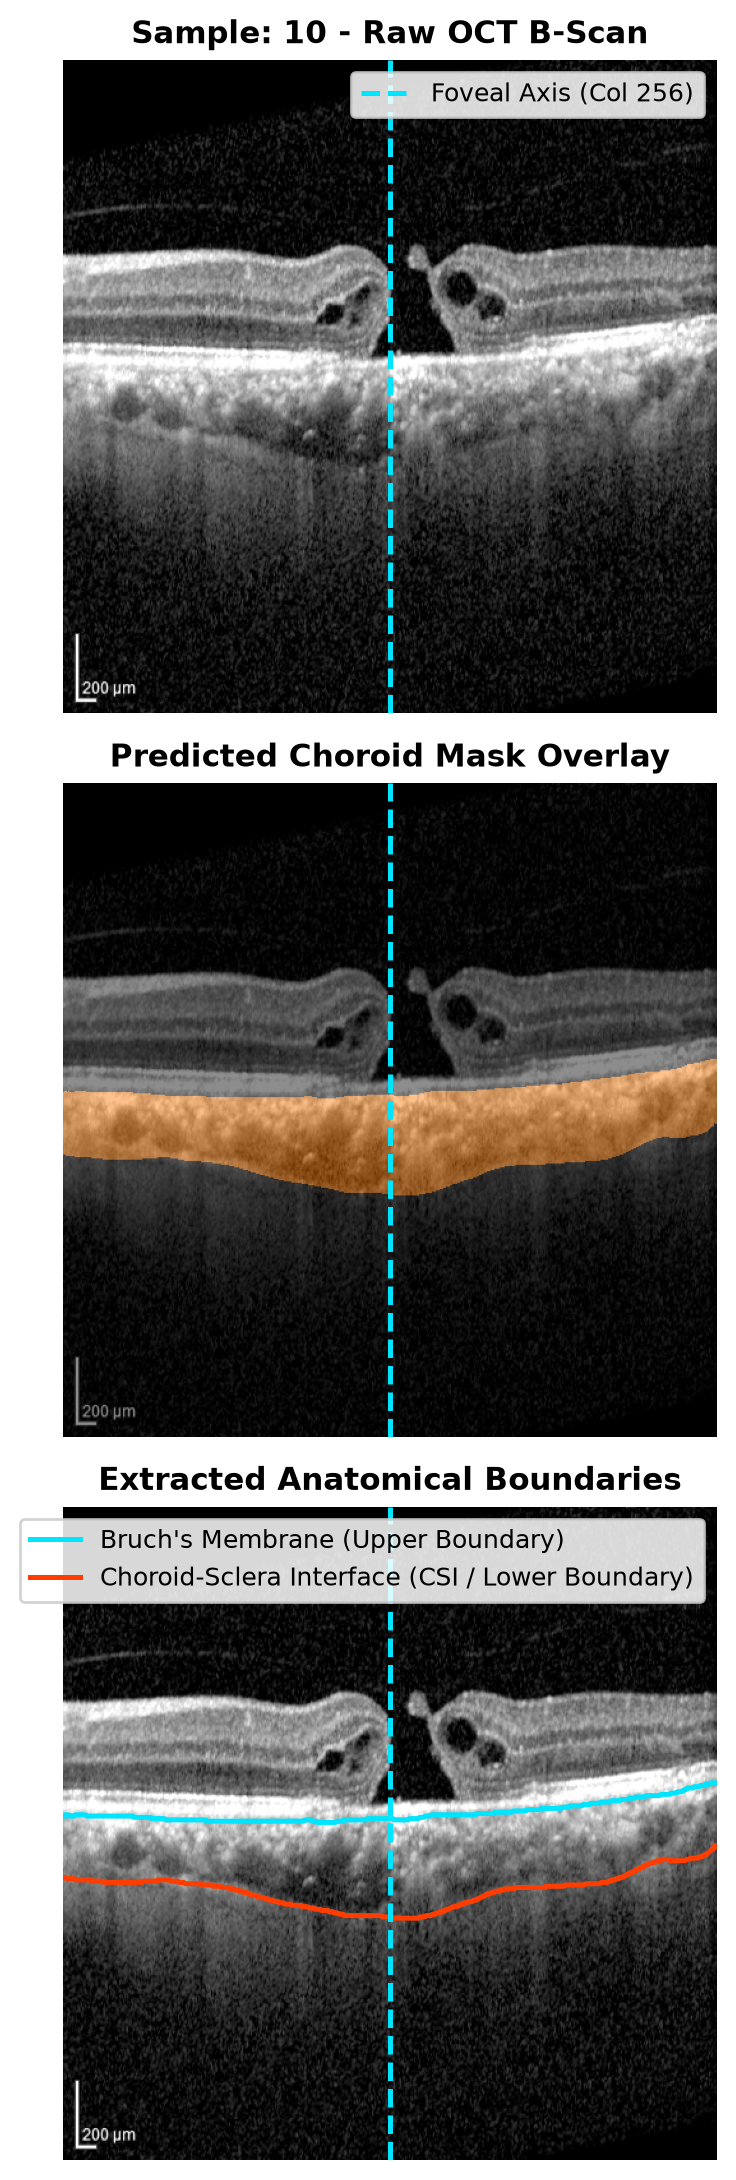 Sample: 10 - Raw OCT B-Scan
Foveal Axis (Col 256)
200 µm
Predicted Choroid Mask Overlay
200 µm
Extracted Anatomical Boundaries
Bruch's Membrane (Upper Boundary)
Choroid-Sclera Interface (CSI / Lower Boundary)
200 µm